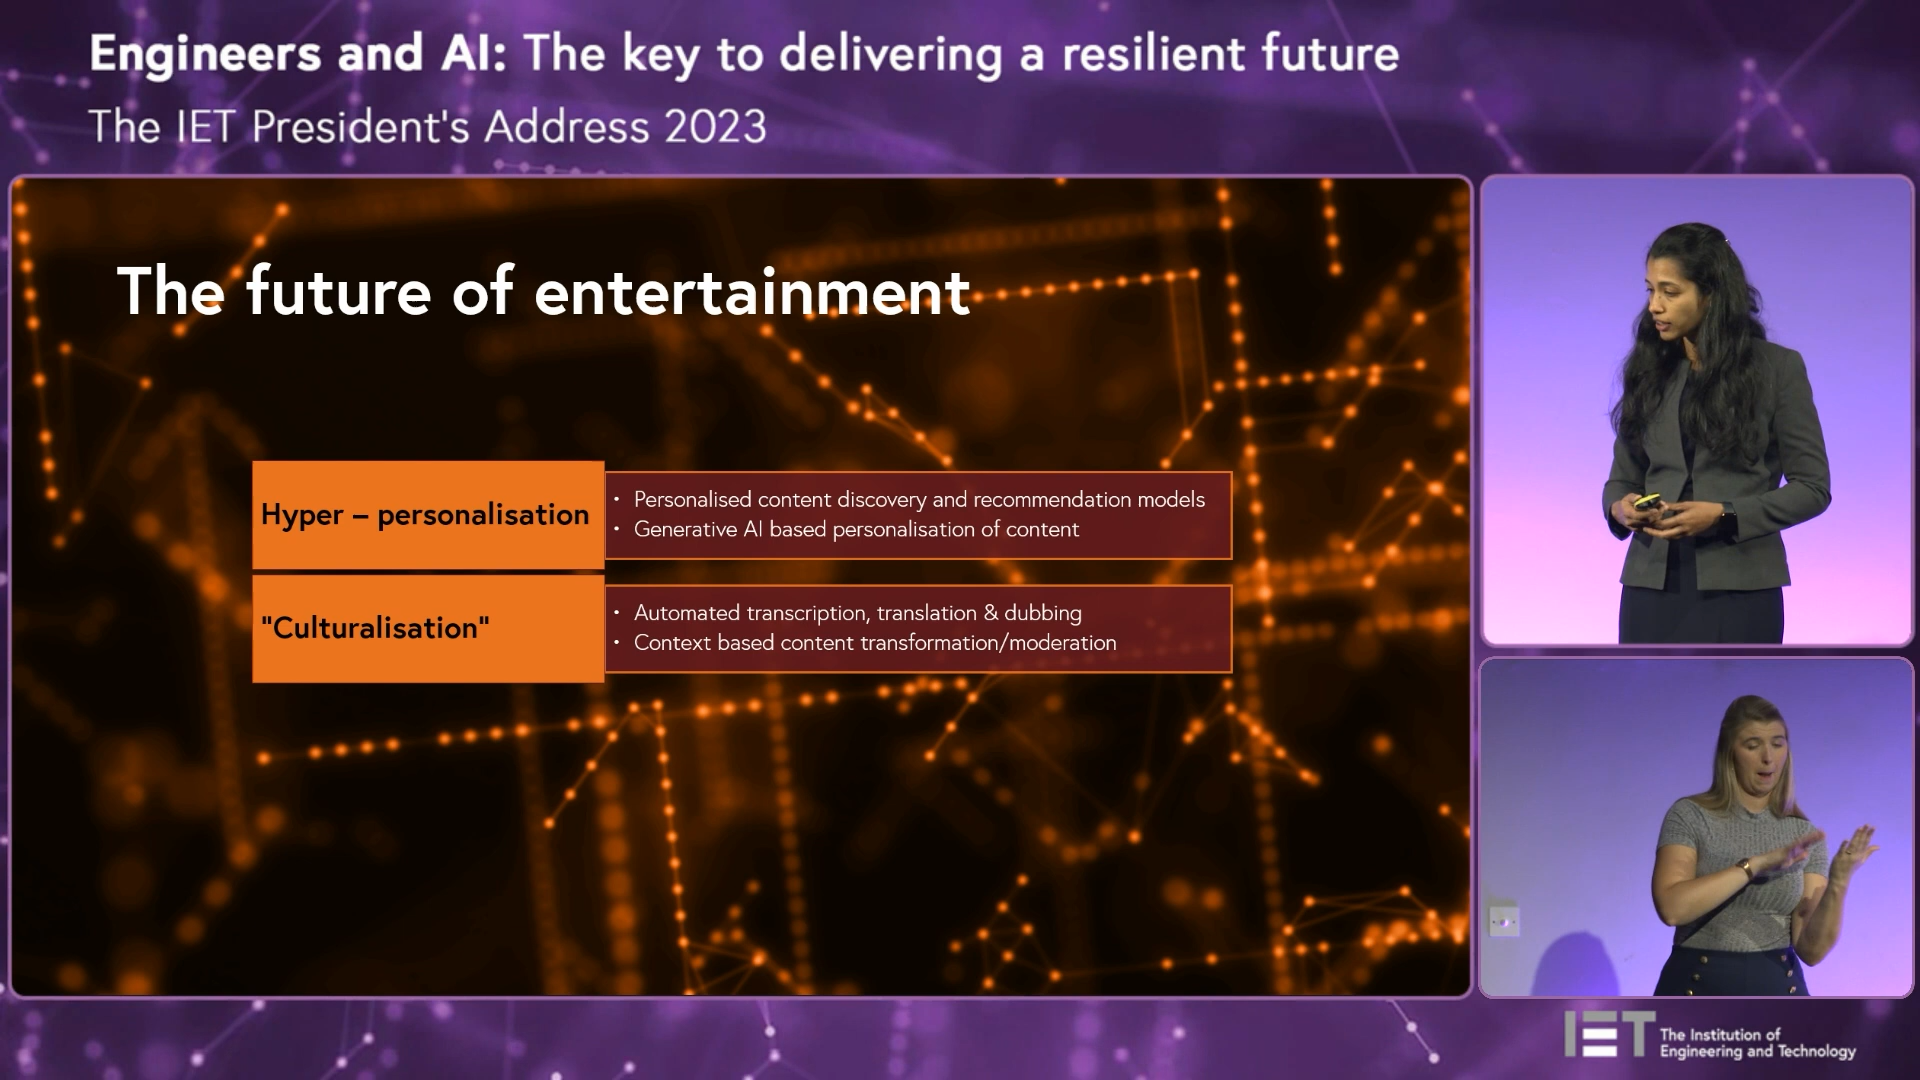 Engineers and AI: The key to delivering a resilient future
The IET President's Address 2023
The future of entertainment
Hyper – personalisation
• Personalised content discovery and recommendation models
• Generative AI based personalisation of content
"Culturalisation"
• Automated transcription, translation & dubbing
• Context based content transformation/moderation
IET
The Institution of
Engineering and Technology